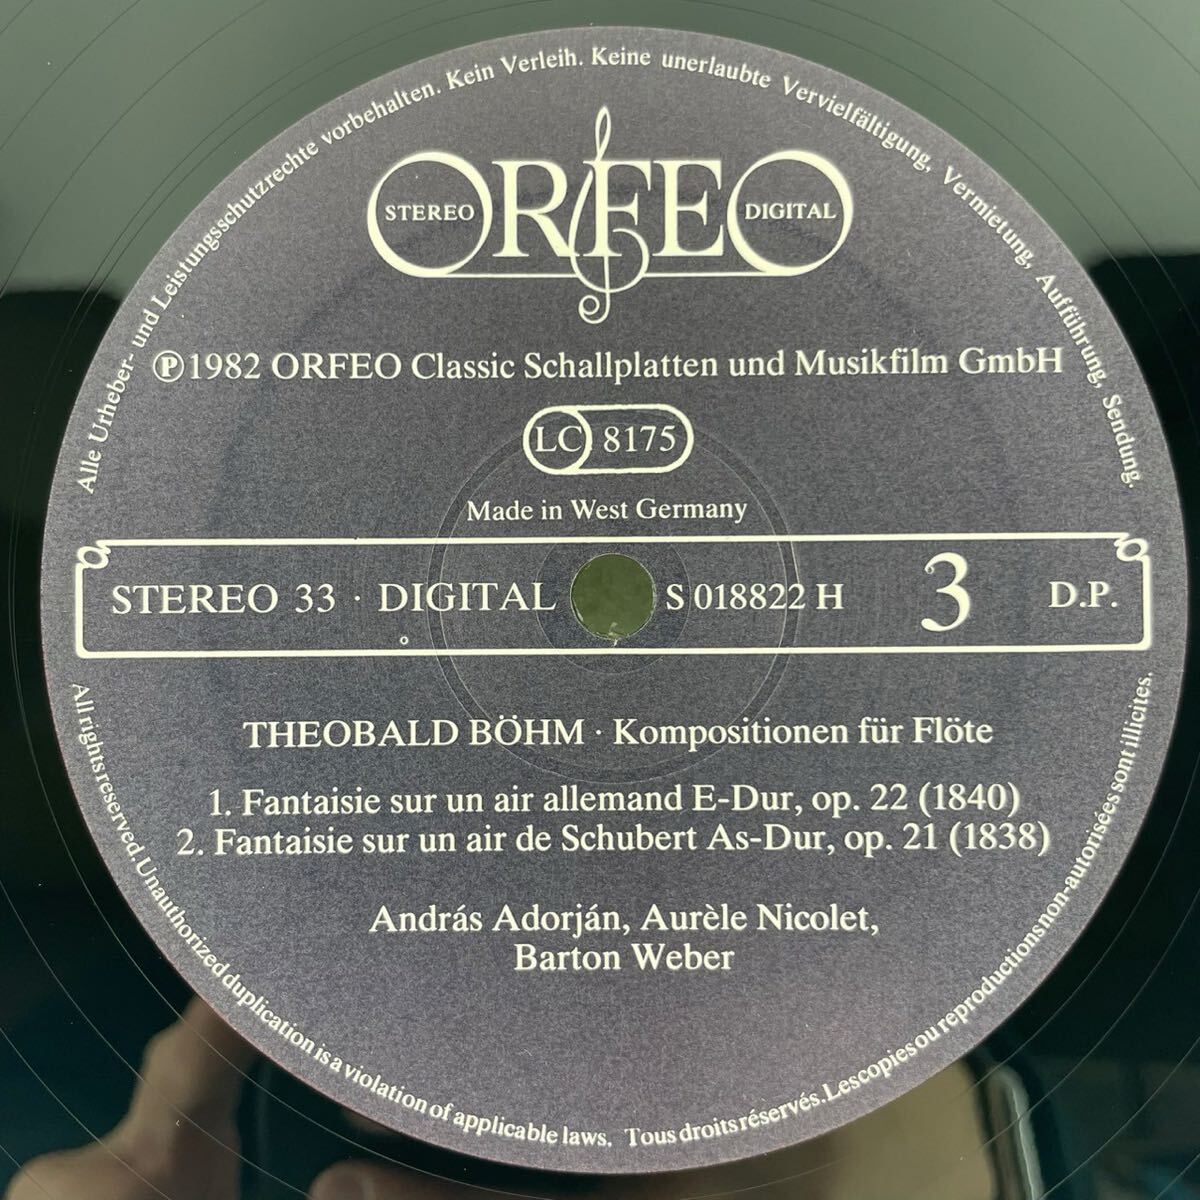 Alle Urheber- und Leistungsschutzrechte vorbehalten. Kein Verleih. Keine unerlaubte Vervielfältigung, Vermietung, Aufführung, Sendung.
ORFEO
STEREO DIGITAL
℗1982 ORFEO Classic Schallplatten und Musikfilm GmbH
LC 8175
Made in West Germany
STEREO 33 · DIGITAL S 018822 H 3 D.P.
THEOBALD BÖHM · Kompositionen für Flöte
1. Fantaisie sur un air allemand E-Dur, op. 22 (1840)
2. Fantaisie sur un air de Schubert As-Dur, op. 21 (1838)
András Adorján, Aurèle Nicolet,
Barton Weber
All rights reserved. Unauthorized duplication is a violation of applicable laws. Tous droits réservés. Les copies ou reproductions non-autorisées sont illicites.